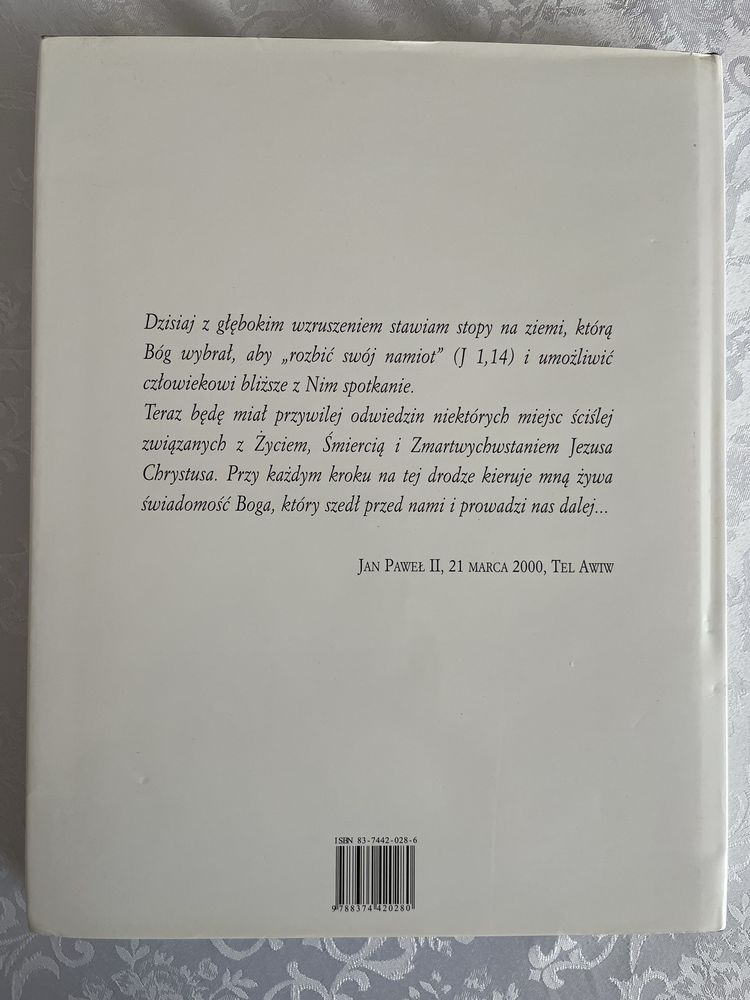 Dzisiaj z głębokim wzruszeniem stawiam stopy na ziemi, którą
Bóg wybrał, aby „rozbić swój namiot” (J 1,14) i umożliwić
człowiekowi bliższe z Nim spotkanie.
Teraz będę miał przywilej odwiedzin niektórych miejsc ściślej
związanych z Życiem, Śmiercią i Zmartwychwstaniem Jezusa
Chrystusa. Przy każdym kroku na tej drodze kieruje mną żywa
świadomość Boga, który szedł przed nami i prowadzi nas dalej...
Jan Paweł II, 21 marca 2000, Tel Awiw
ISBN 83-7442-028-6
9 788374 420280